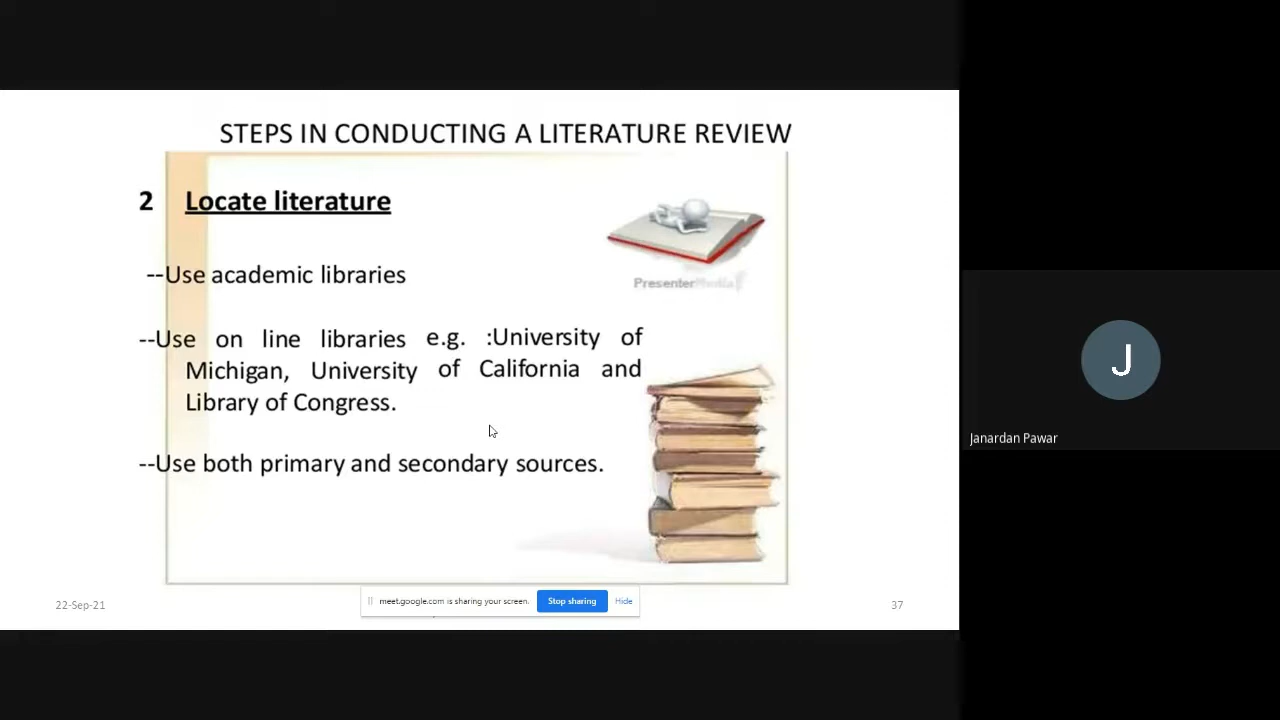 STEPS IN CONDUCTING A LITERATURE REVIEW
2 Locate literature
PresenterMedia
--Use academic libraries
--Use on line libraries e.g. :University of
Michigan, University of California and
Library of Congress.
--Use both primary and secondary sources.
22-Sep-21
meet.google.com is sharing your screen. Stop sharing Hide
37
J
Janardan Pawar